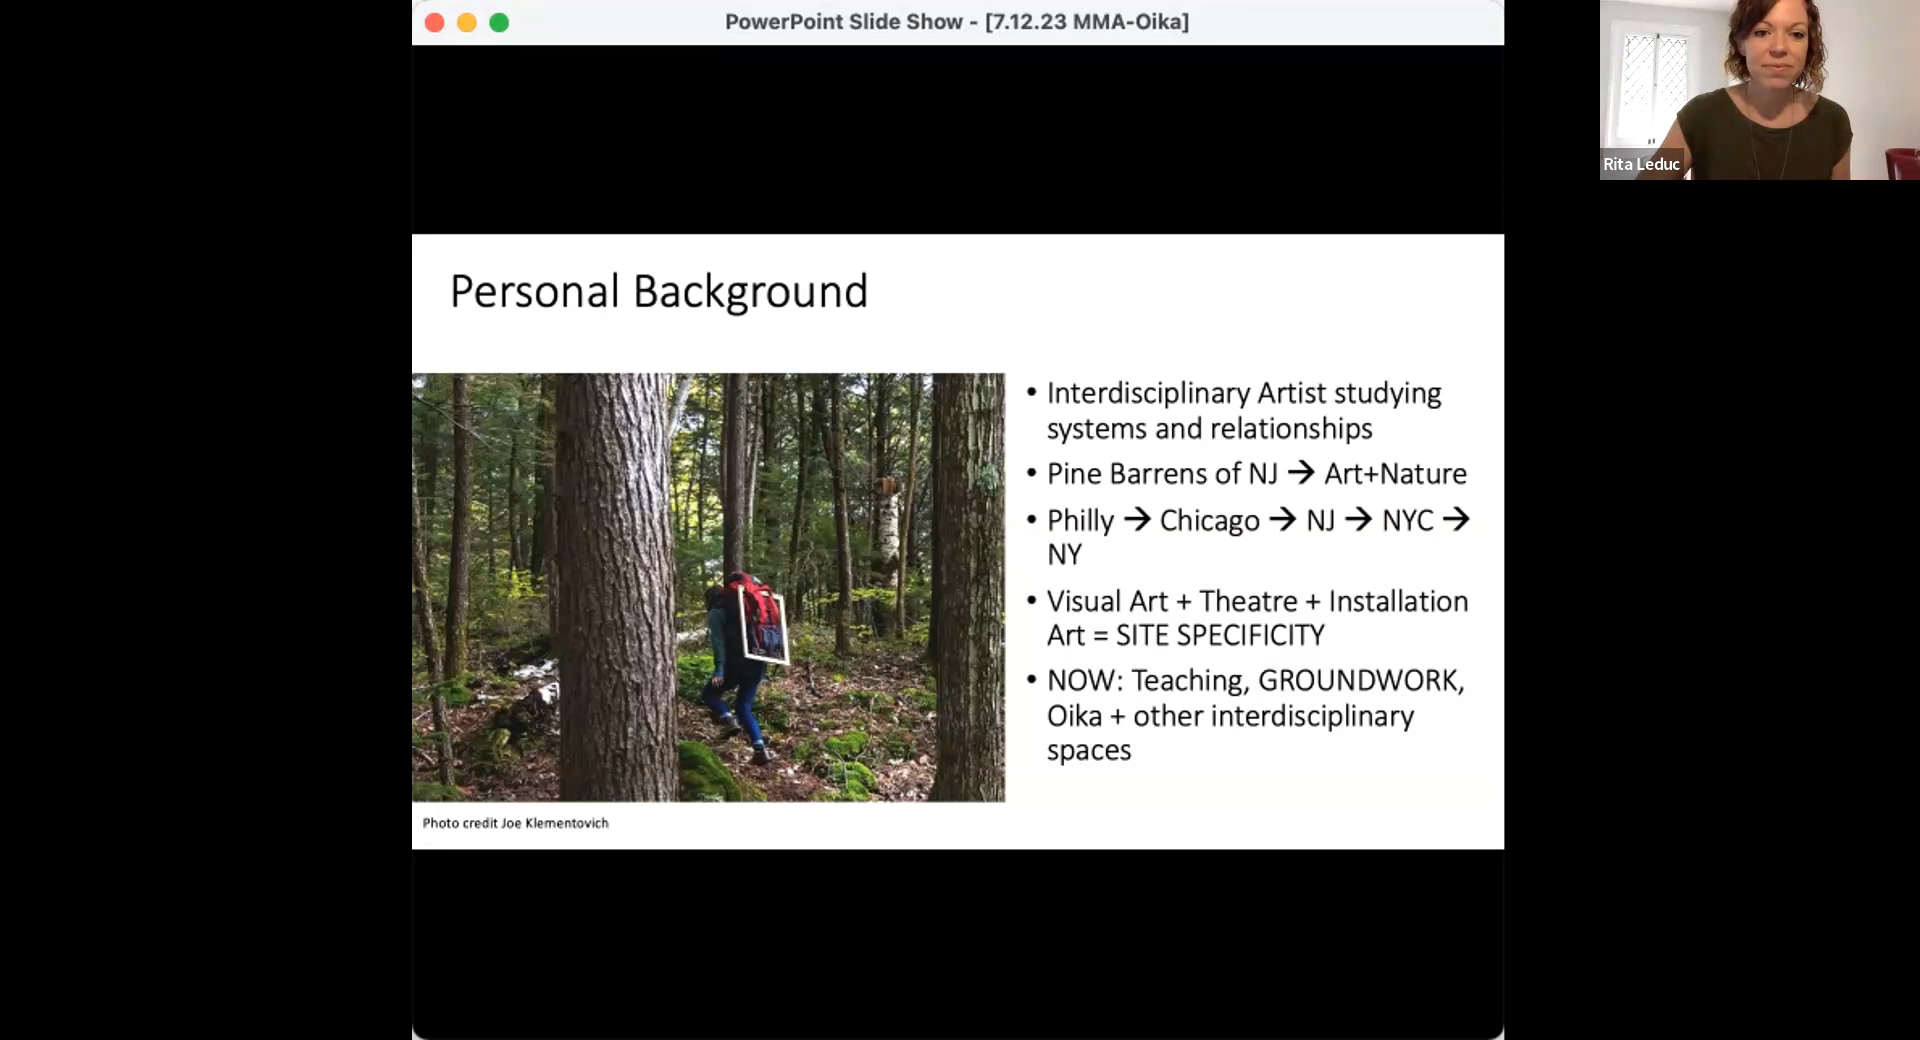 PowerPoint Slide Show - [7.12.23 MMA-Oika]
Rita Leduc
Personal Background
• Interdisciplinary Artist studying
systems and relationships
• Pine Barrens of NJ → Art+Nature
• Philly → Chicago → NJ → NYC →
NY
• Visual Art + Theatre + Installation
Art = SITE SPECIFICITY
• NOW: Teaching, GROUNDWORK,
Oika + other interdisciplinary
spaces
Photo credit Joe Klementovich